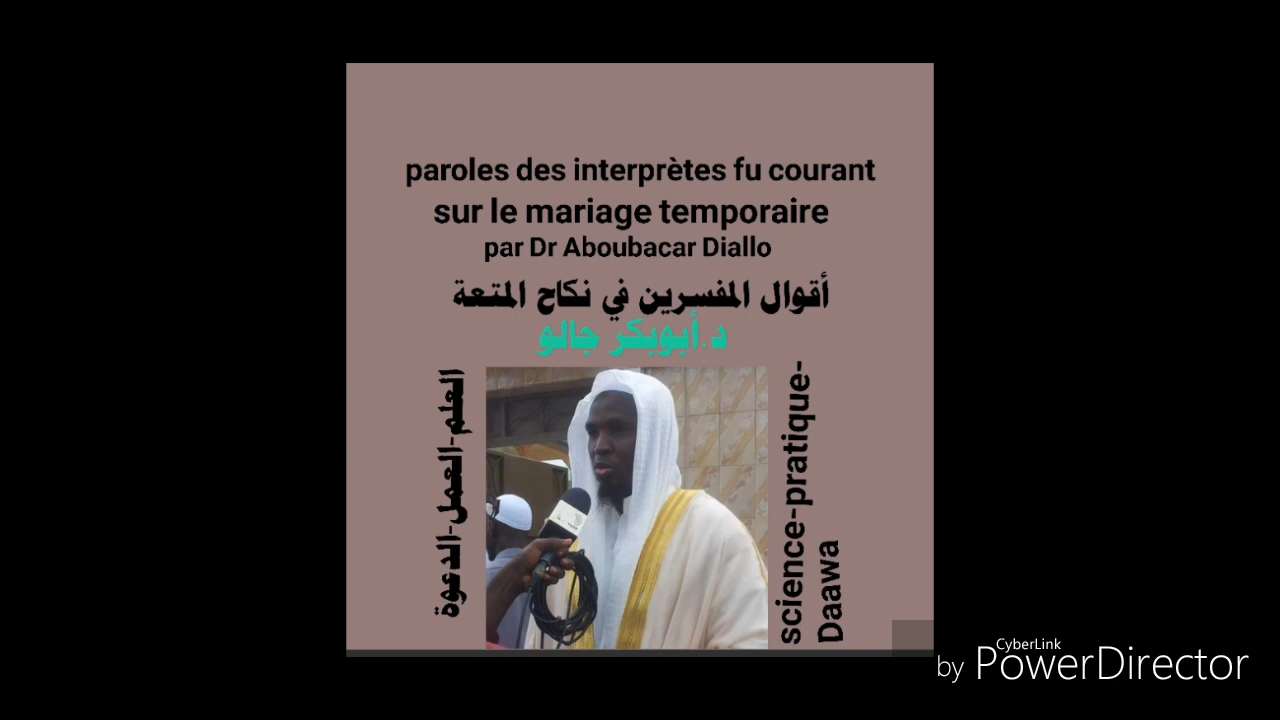 paroles des interprètes fu courant
sur le mariage temporaire
par Dr Aboubacar Diallo
أقوال المفسرين في نكاح المتعة
د.أبوبكر جالو
العلم-العمل-الدعوة
science-pratique-
Daawa
CyberLink
by PowerDirector